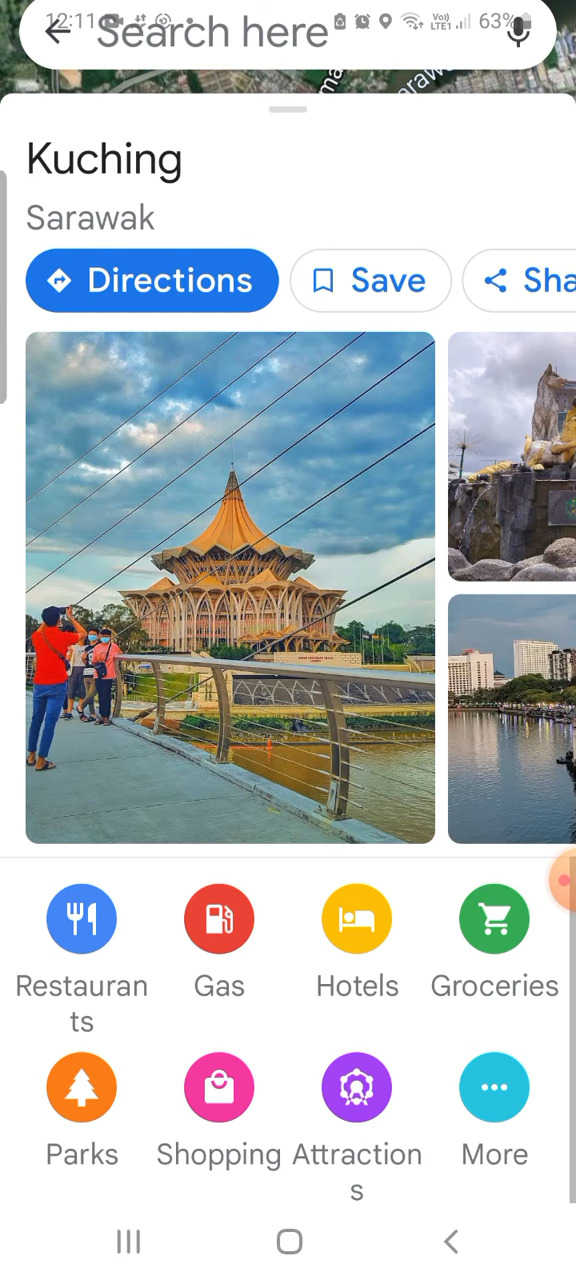 12:11
63%
Search here
Kuching
Sarawak
Directions
Save
Sha
Restauran
ts
Gas
Hotels
Groceries
Parks
Shopping
Attraction
s
More